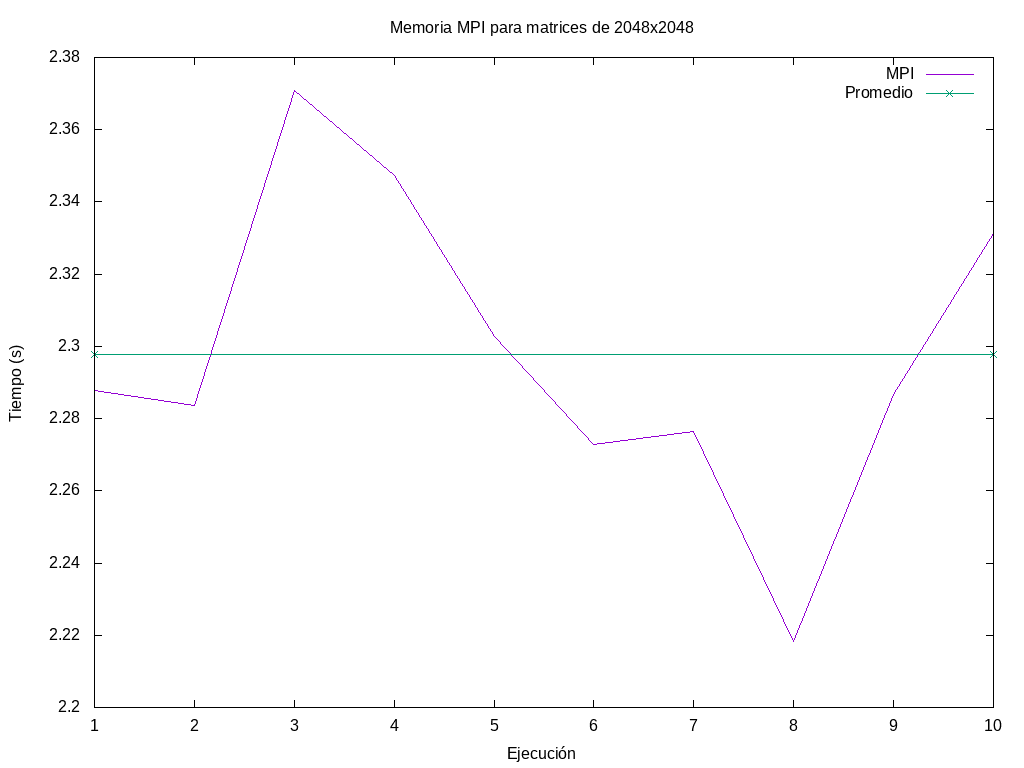 Memoria MPI para matrices de 2048x2048
MPI
Promedio
2.38
2.36
2.34
2.32
2.3
2.28
2.26
2.24
2.22
2.2
Tiempo (s)
1 2 3 4 5 6 7 8 9 10
Ejecución